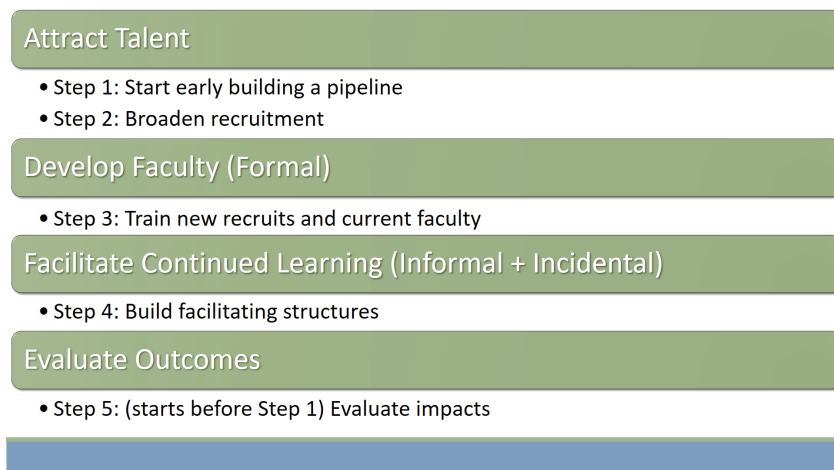 Attract Talent
• Step 1: Start early building a pipeline
• Step 2: Broaden recruitment
Develop Faculty (Formal)
• Step 3: Train new recruits and current faculty
Facilitate Continued Learning (Informal + Incidental)
• Step 4: Build facilitating structures
Evaluate Outcomes
• Step 5: (starts before Step 1) Evaluate impacts